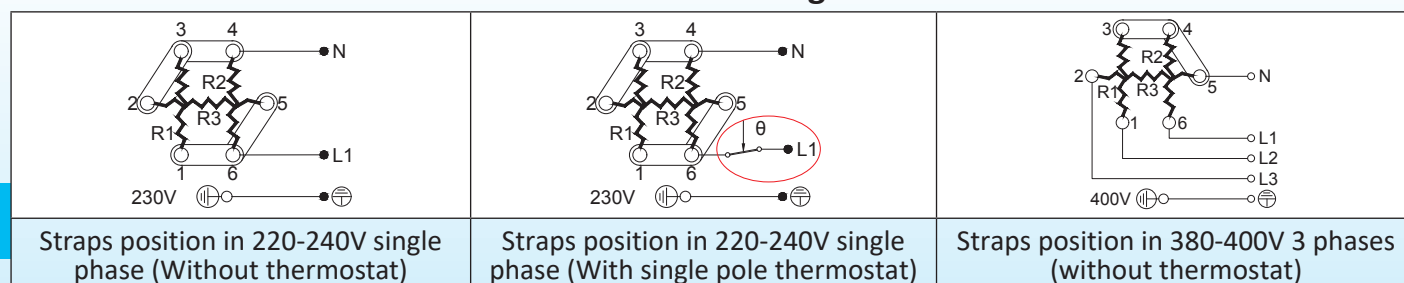 3 4
N
R2
2 5
R1 R3
L1
1 6
230V
Straps position in 220-240V single
phase (Without thermostat)
3 4
N
R2
2 5
R1 R3
θ
L1
1 6
230V
Straps position in 220-240V single
phase (With single pole thermostat)
3 4
R2
2 N
R1 R3 5
1 6
L1
L2
L3
400V
Straps position in 380-400V 3 phases
(without thermostat)